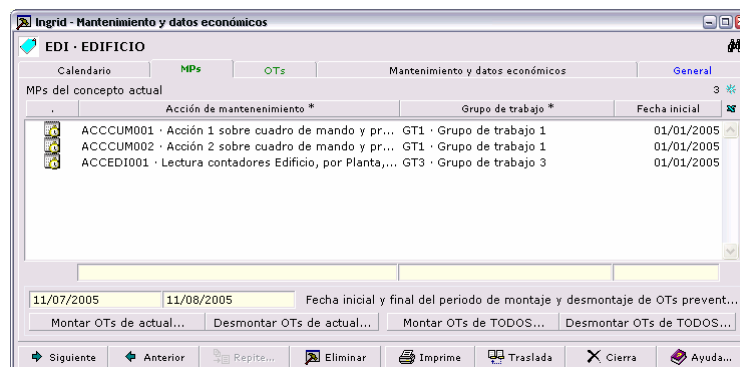 Ingrid - Mantenimiento y datos económicos
EDI · EDIFICIO
Calendario MPs OTs Mantenimiento y datos económicos General
MPs del concepto actual 3
. Acción de mantenenimiento * Grupo de trabajo * Fecha inicial
ACCCUM001 · Acción 1 sobre cuadro de mando y pr... GT1 · Grupo de trabajo 1 01/01/2005
ACCCUM002 · Acción 2 sobre cuadro de mando y pr... GT1 · Grupo de trabajo 1 01/01/2005
ACCEDI001 · Lectura contadores Edificio, por Planta,... GT3 · Grupo de trabajo 3 01/01/2005
11/07/2005 11/08/2005 Fecha inicial y final del periodo de montaje y desmontaje de OTs prevent...
Montar OTs de actual... Desmontar OTs de actual... Montar OTs de TODOS... Desmontar OTs de TODOS...
Siguiente Anterior Repite... Eliminar Imprime Traslada Cierra Ayuda...